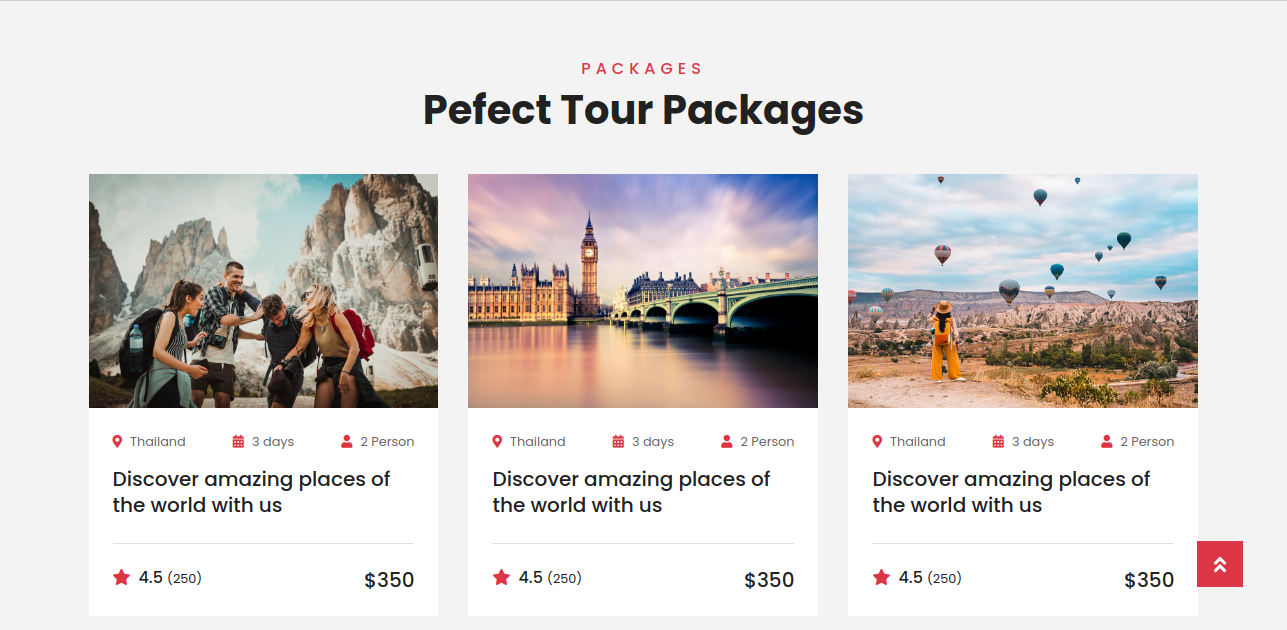 PACKAGES
Pefect Tour Packages
Thailand 3 days 2 Person
Discover amazing places of
the world with us
4.5 (250) $350
Thailand 3 days 2 Person
Discover amazing places of
the world with us
4.5 (250) $350
Thailand 3 days 2 Person
Discover amazing places of
the world with us
4.5 (250) $350